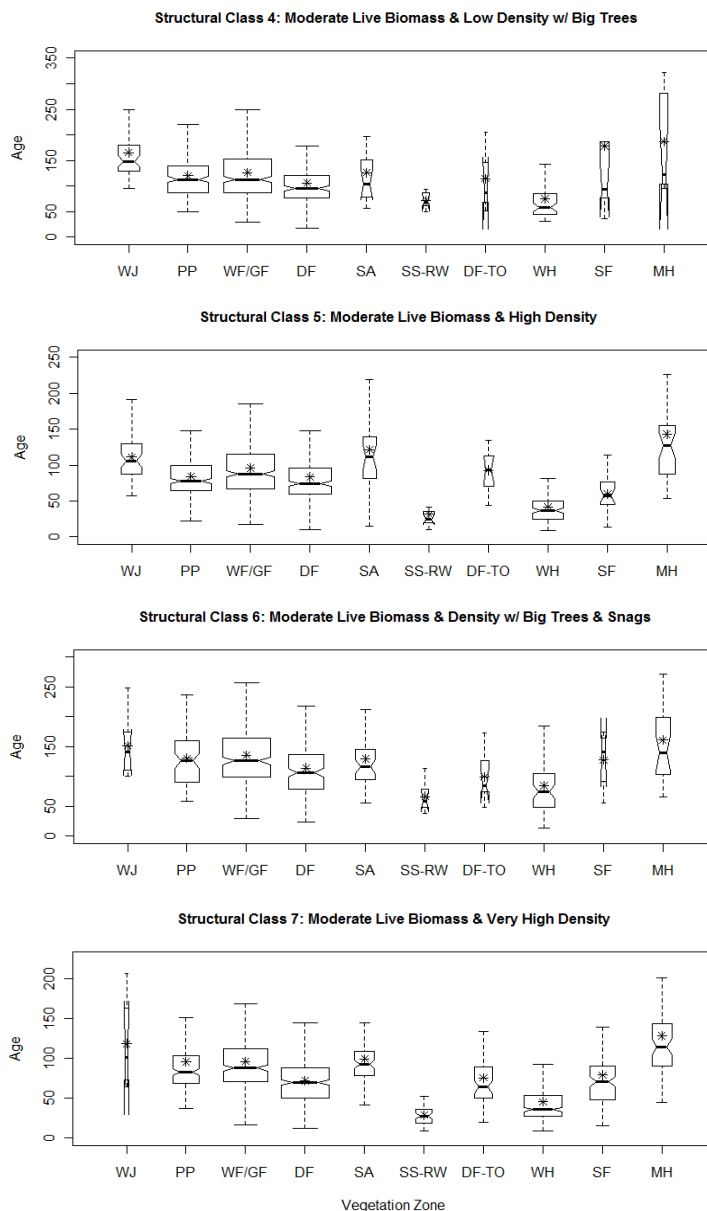 Structural Class 4: Moderate Live Biomass & Low Density w/ Big Trees
Age
350
250
150
50
0
WJ PP WF/GF DF SA SS-RW DF-TO WH SF MH
Structural Class 5: Moderate Live Biomass & High Density
Age
250
200
150
100
50
0
WJ PP WF/GF DF SA SS-RW DF-TO WH SF MH
Structural Class 6: Moderate Live Biomass & Density w/ Big Trees & Snags
Age
250
150
50
0
WJ PP WF/GF DF SA SS-RW DF-TO WH SF MH
Structural Class 7: Moderate Live Biomass & Very High Density
Age
200
150
100
50
0
WJ PP WF/GF DF SA SS-RW DF-TO WH SF MH
Vegetation Zone